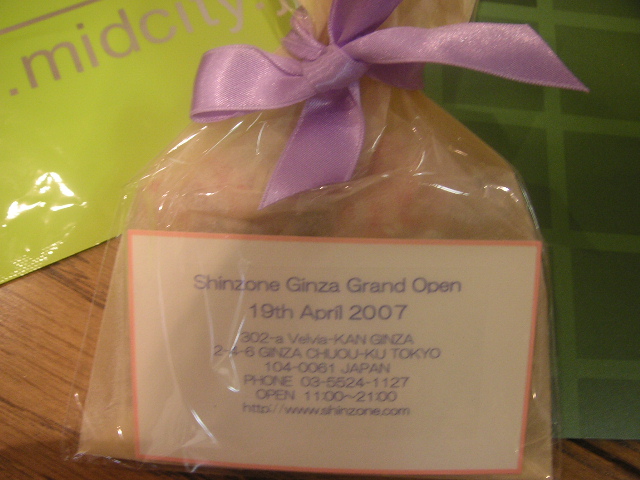 .midcity.
Shinzone Ginza Grand Open
19th April 2007
302-a Velvia-KAN GINZA
2-4-6 GINZA CHUOU-KU TOKYO
104-0061 JAPAN
PHONE 03-5524-1127
OPEN 11:00~21:00
http://www.shinzone.com